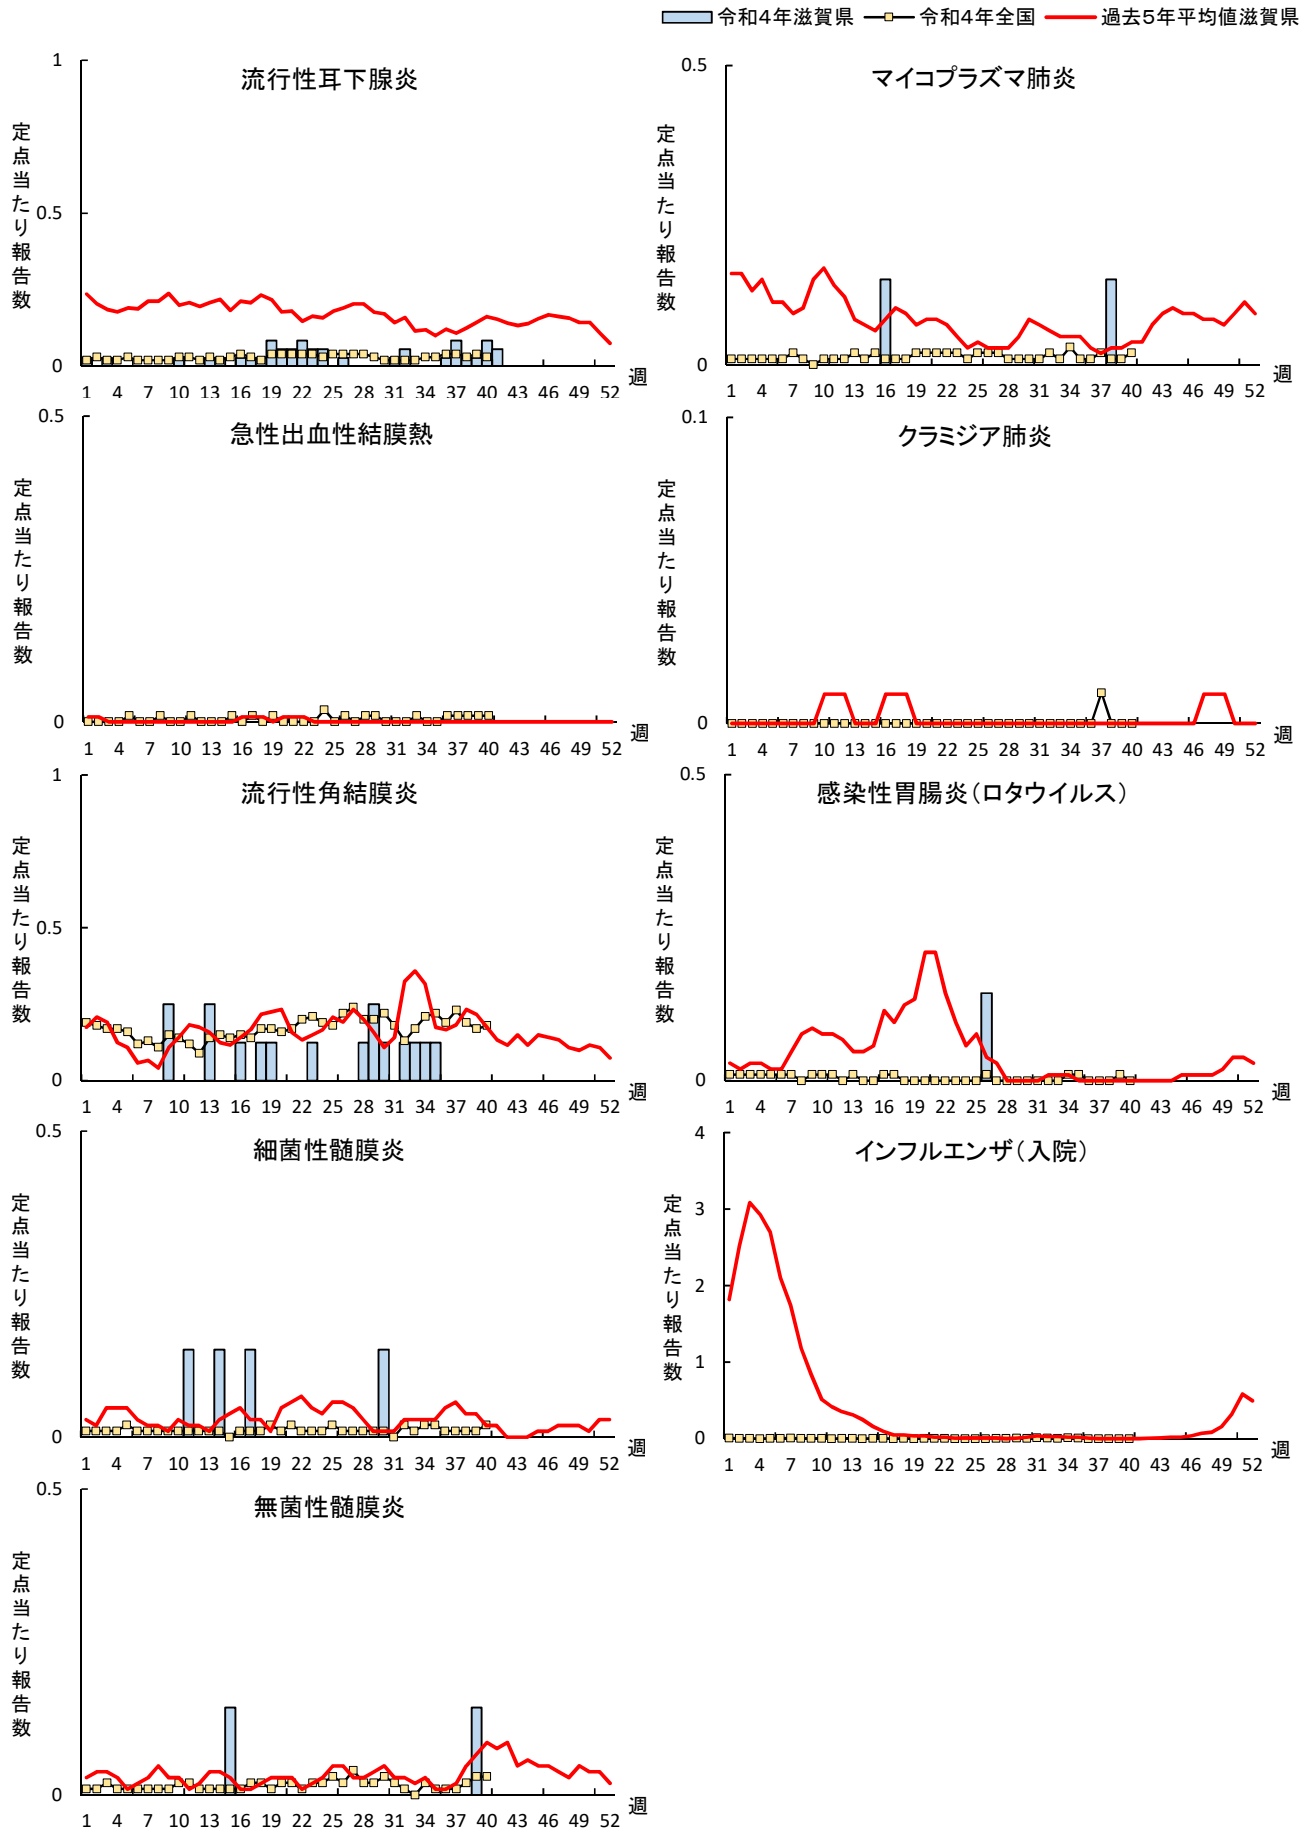 令和４年滋賀県 令和４年全国 過去５年平均値滋賀県
流行性耳下腺炎
定点当たり報告数
1
0.5
0
1 4 7 10 13 16 19 22 25 28 31 34 37 40 43 46 49 52 週
マイコプラズマ肺炎
定点当たり報告数
0.5
0
1 4 7 10 13 16 19 22 25 28 31 34 37 40 43 46 49 52 週
急性出血性結膜熱
定点当たり報告数
0.5
0
1 4 7 10 13 16 19 22 25 28 31 34 37 40 43 46 49 52 週
クラミジア肺炎
定点当たり報告数
0.1
0
1 4 7 10 13 16 19 22 25 28 31 34 37 40 43 46 49 52 週
流行性角結膜炎
定点当たり報告数
1
0.5
0
1 4 7 10 13 16 19 22 25 28 31 34 37 40 43 46 49 52 週
感染性胃腸炎（ロタウイルス）
定点当たり報告数
0.5
0
1 4 7 10 13 16 19 22 25 28 31 34 37 40 43 46 49 52 週
細菌性髄膜炎
定点当たり報告数
0.5
0
1 4 7 10 13 16 19 22 25 28 31 34 37 40 43 46 49 52 週
インフルエンザ（入院）
定点当たり報告数
4
3
2
1
0
1 4 7 10 13 16 19 22 25 28 31 34 37 40 43 46 49 52 週
無菌性髄膜炎
定点当たり報告数
0.5
0
1 4 7 10 13 16 19 22 25 28 31 34 37 40 43 46 49 52 週